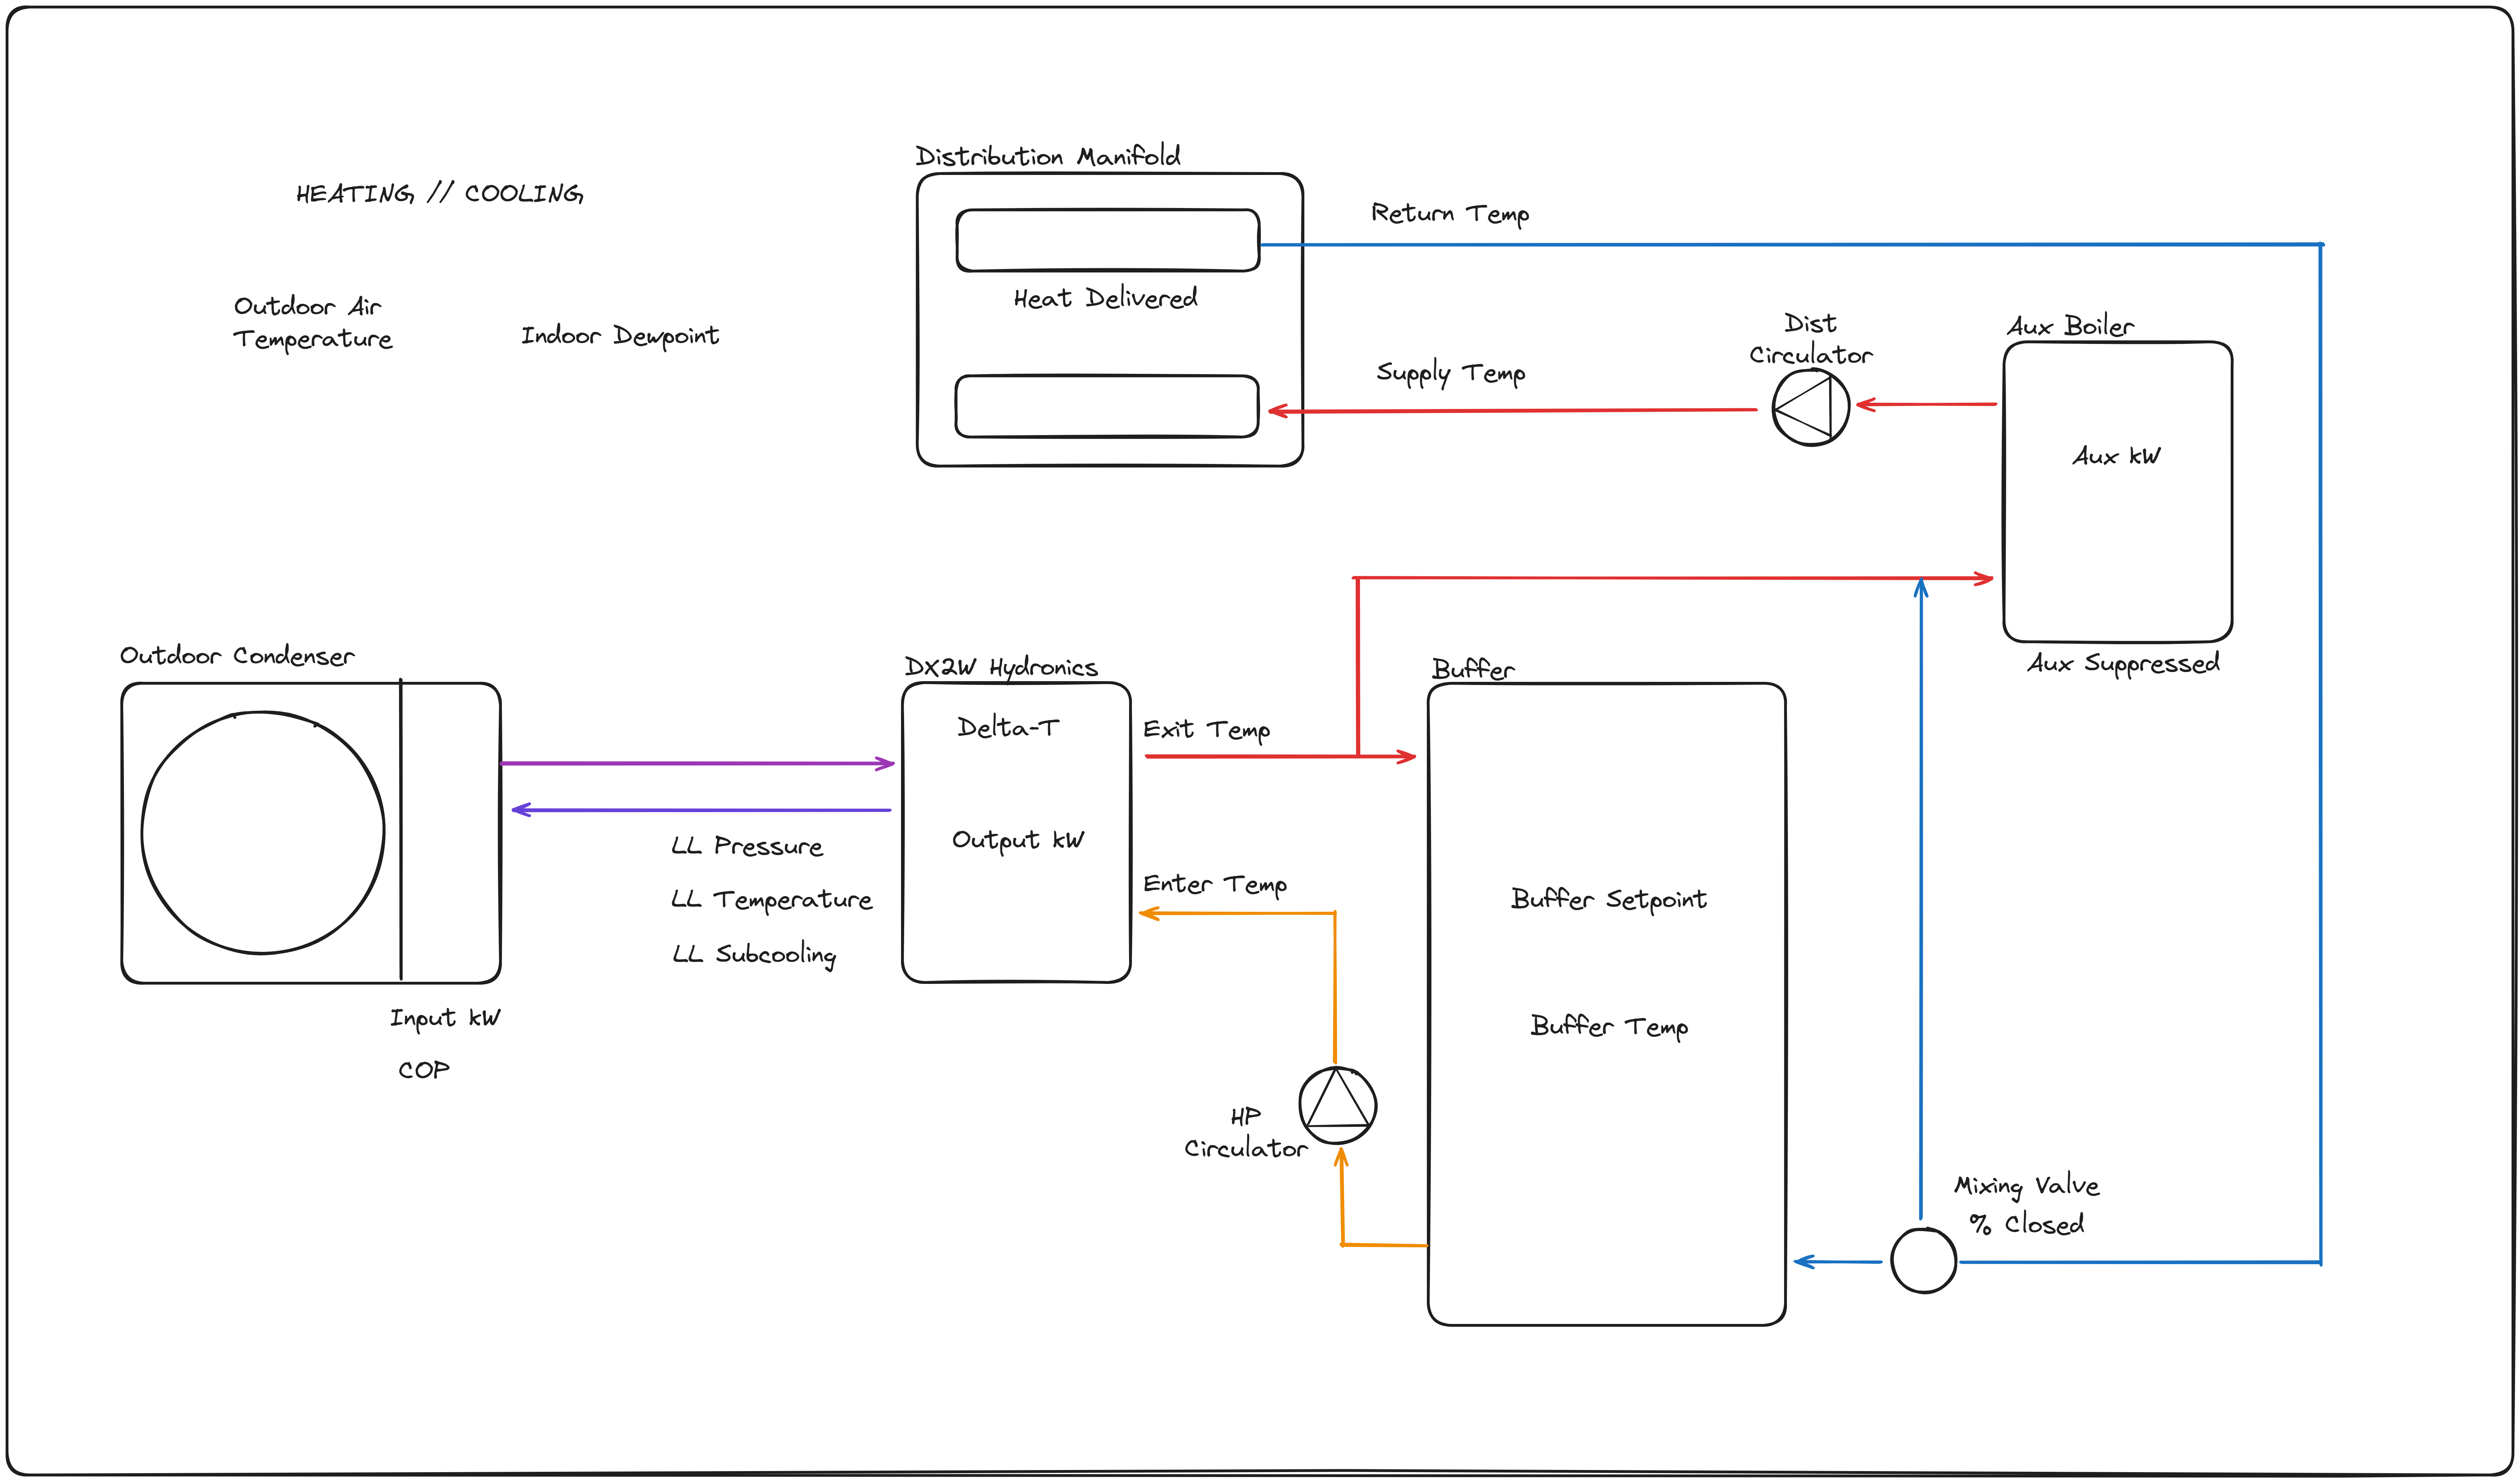 Distribution Manifold
HEATING // COOLING
Return Temp
Heat Delivered
Outdoor Air
Temperature
Indoor Dewpoint
Dist
Circulator
Aux Boiler
Supply Temp
Aux kW
Outdoor Condenser
DX2W Hydronics
Buffer
Aux Suppressed
Delta-T
Exit Temp
LL Pressure
Output kW
LL Temperature
Enter Temp
Buffer Setpoint
LL Subcooling
Input kW
Buffer Temp
COP
HP
Circulator
Mixing Valve
% Closed